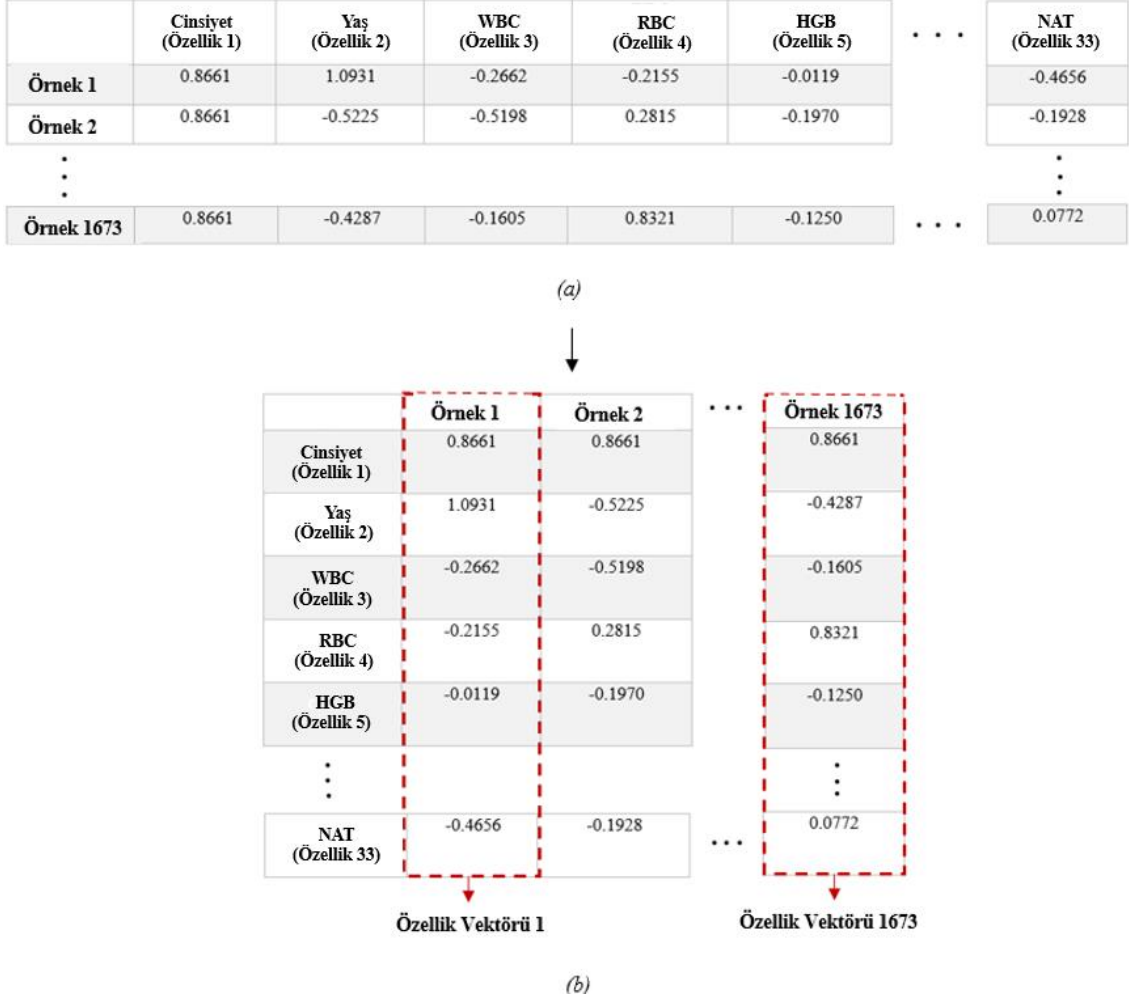 Cinsiyet Yaş WBC RBC HGB NAT
(Özellik 1) (Özellik 2) (Özellik 3) (Özellik 4) (Özellik 5) . . . (Özellik 33)
Örnek 1 0.8661 1.0931 -0.2662 -0.2155 -0.0119 -0.4656
Örnek 2 0.8661 -0.5225 -0.5198 0.2815 -0.1970 -0.1928
Örnek 1673 0.8661 -0.4287 -0.1605 0.8321 -0.1250 . . . 0.0772
(a)
Örnek 1 Örnek 2 ... Örnek 1673
Cinsiyet 0.8661 0.8661 0.8661
(Özellik 1)
Yaş 1.0931 -0.5225 -0.4287
(Özellik 2)
WBC -0.2662 -0.5198 -0.1605
(Özellik 3)
RBC -0.2155 0.2815 0.8321
(Özellik 4)
HGB -0.0119 -0.1970 -0.1250
(Özellik 5)
NAT -0.4656 -0.1928 ... 0.0772
(Özellik 33)
Özellik Vektörü 1 Özellik Vektörü 1673
(b)